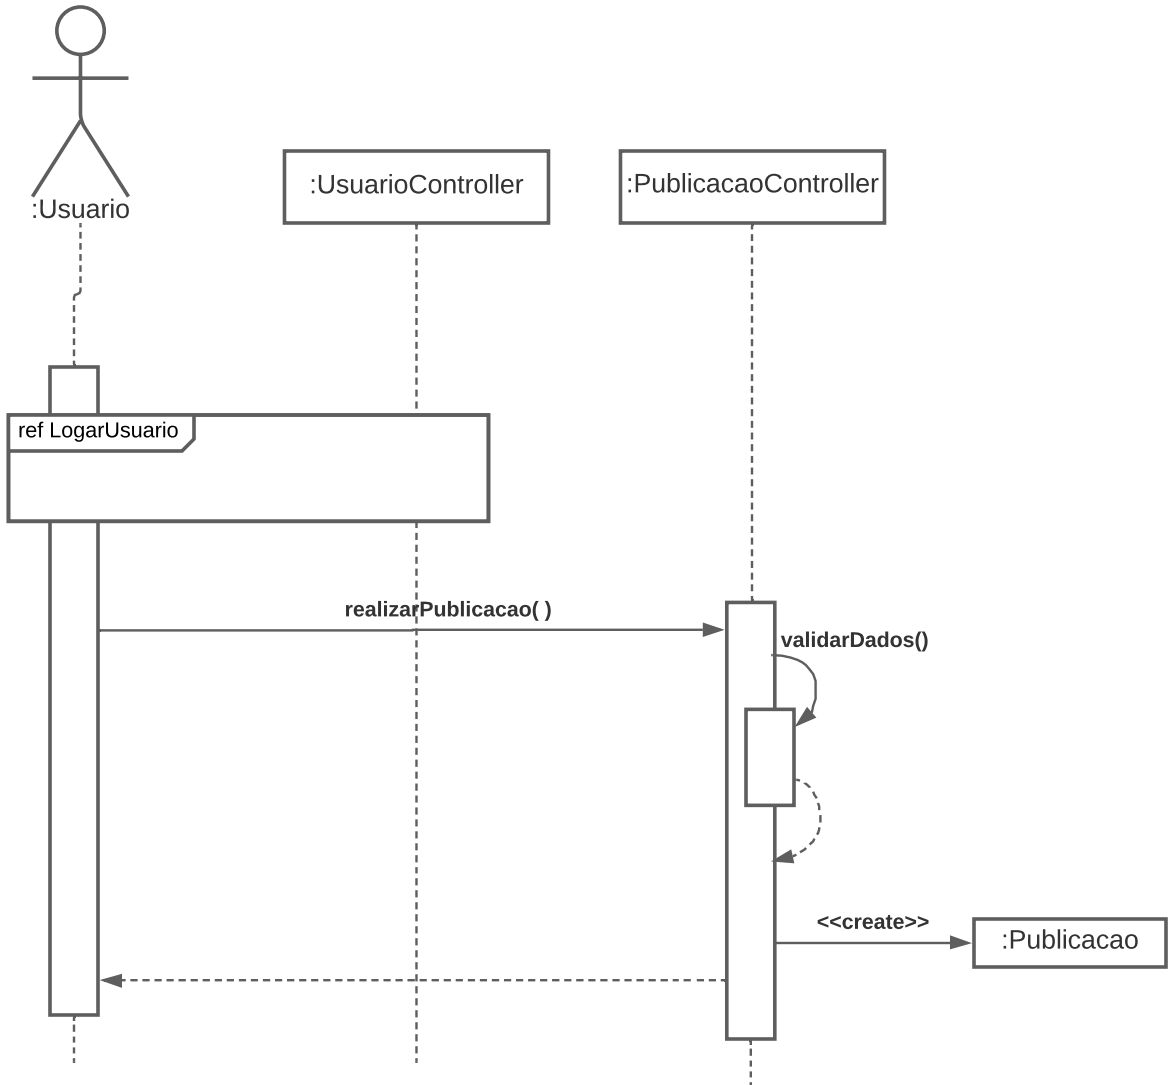 :Usuario
:UsuarioController
:PublicacaoController
ref LogarUsuario
realizarPublicacao( )
validarDados()
<<create>>
:Publicacao